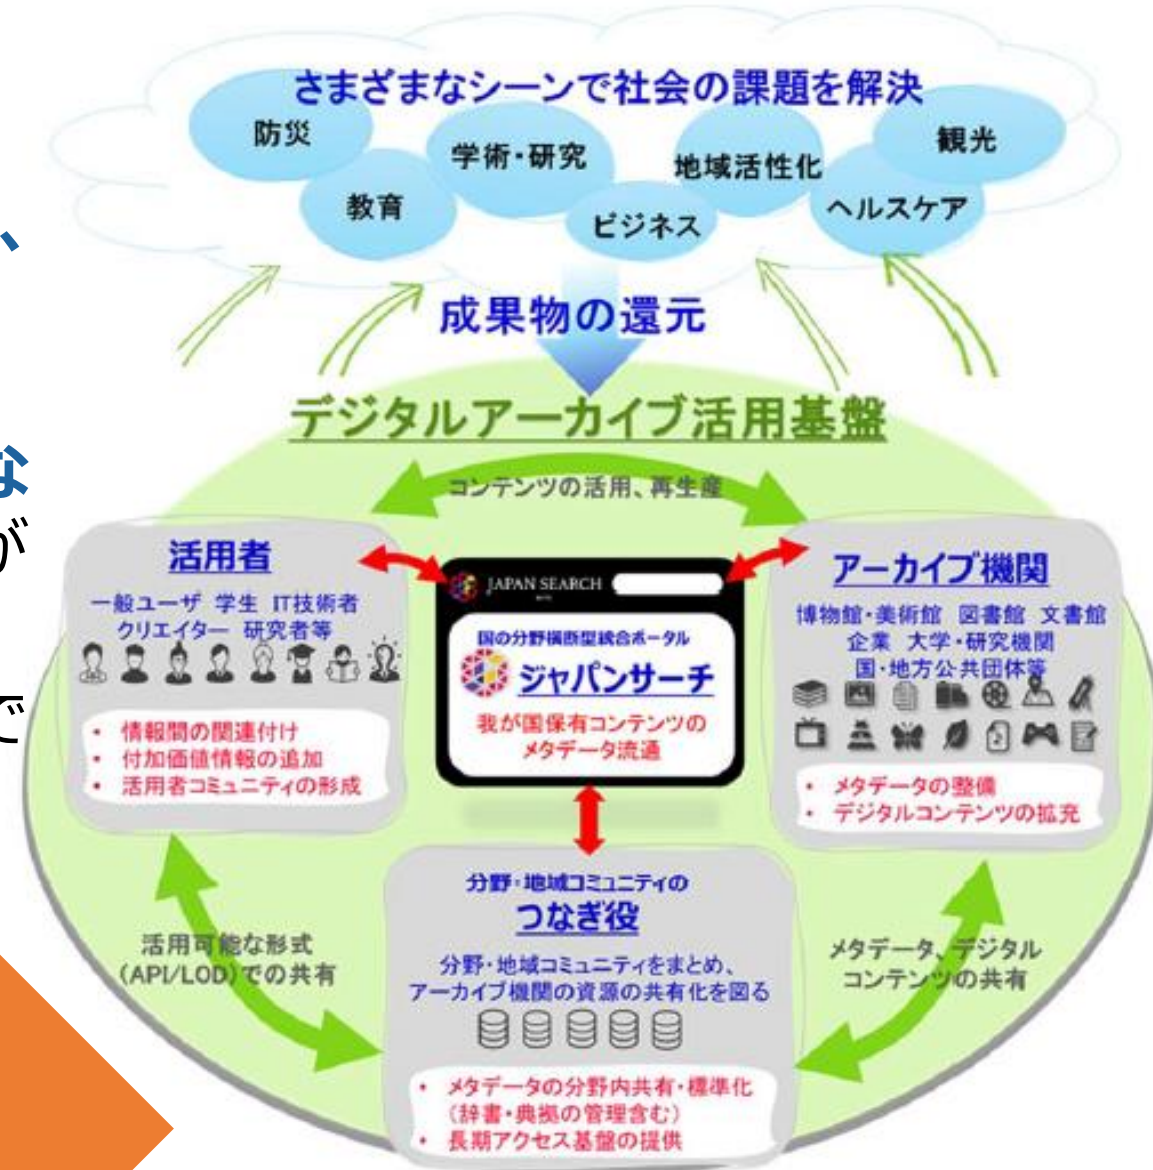 さまざまなシーンで社会の課題を解決
防災
学術・研究
地域活性化
観光
教育
ビジネス
ヘルスケア
、
成果物の還元
デジタルアーカイブ活用基盤
な
が
で
コンテンツの活用、再生産
活用者
一般ユーザ 学生 IT技術者
クリエイター 研究者等
・ 情報間の関連付け
・ 付加価値情報の追加
・ 活用者コミュニティの形成
JAPAN SEARCH
国の分野横断型統合ポータル
ジャパンサーチ
我が国保有コンテンツの
メタデータ流通
アーカイブ機関
博物館・美術館 図書館 文書館
企業 大学・研究機関
国・地方公共団体等
・ メタデータの整備
・ デジタルコンテンツの拡充
活用可能な形式
(API/LOD)での共有
分野・地域コミュニティの
つなぎ役
分野・地域コミュニティをまとめ、
アーカイブ機関の資源の共有化を図る
・ メタデータの分野内共有・標準化
(辞書・典拠の管理含む)
・ 長期アクセス基盤の提供
メタデータ、デジタル
コンテンツの共有